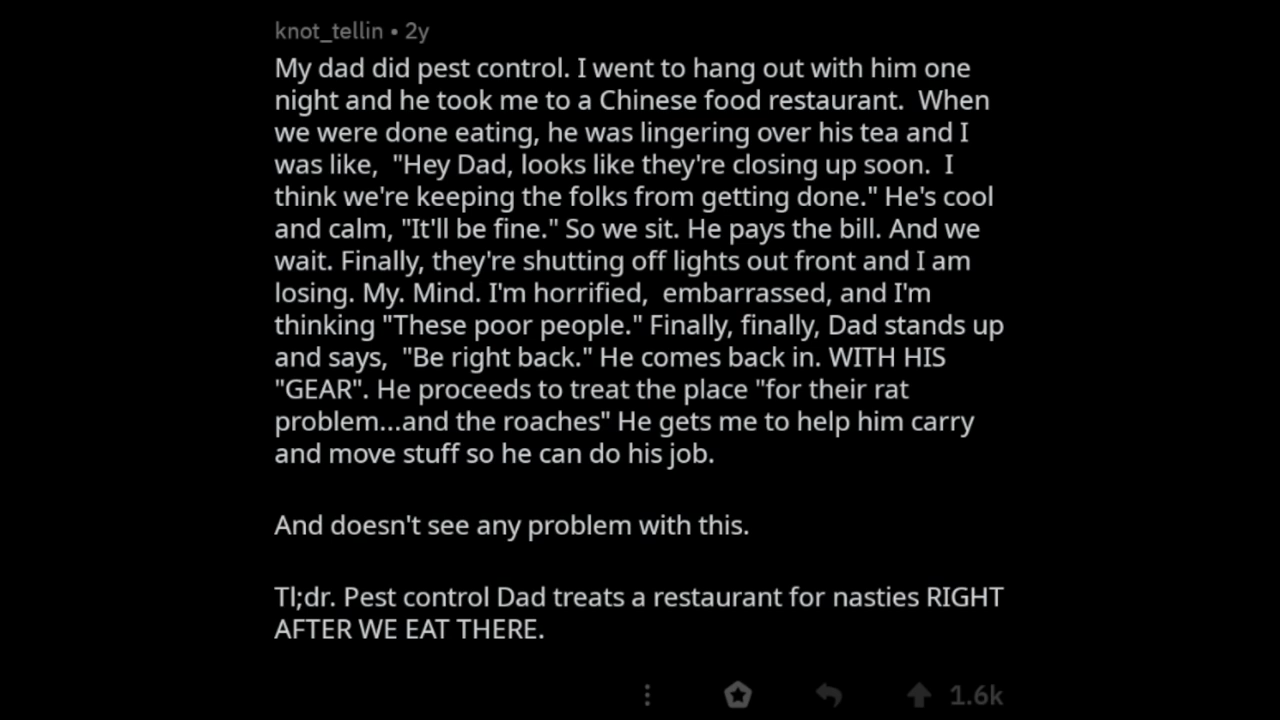 knot_tellin • 2y
My dad did pest control. I went to hang out with him one
night and he took me to a Chinese food restaurant.  When
we were done eating, he was lingering over his tea and I
was like,  "Hey Dad, looks like they're closing up soon.  I
think we're keeping the folks from getting done." He's cool
and calm, "It'll be fine." So we sit. He pays the bill. And we
wait. Finally, they're shutting off lights out front and I am
losing. My. Mind. I'm horrified,  embarrassed, and I'm
thinking "These poor people." Finally, finally, Dad stands up
and says,  "Be right back." He comes back in. WITH HIS
"GEAR". He proceeds to treat the place "for their rat
problem...and the roaches" He gets me to help him carry
and move stuff so he can do his job.
And doesn't see any problem with this.
Tl;dr. Pest control Dad treats a restaurant for nasties RIGHT
AFTER WE EAT THERE.
1.6k